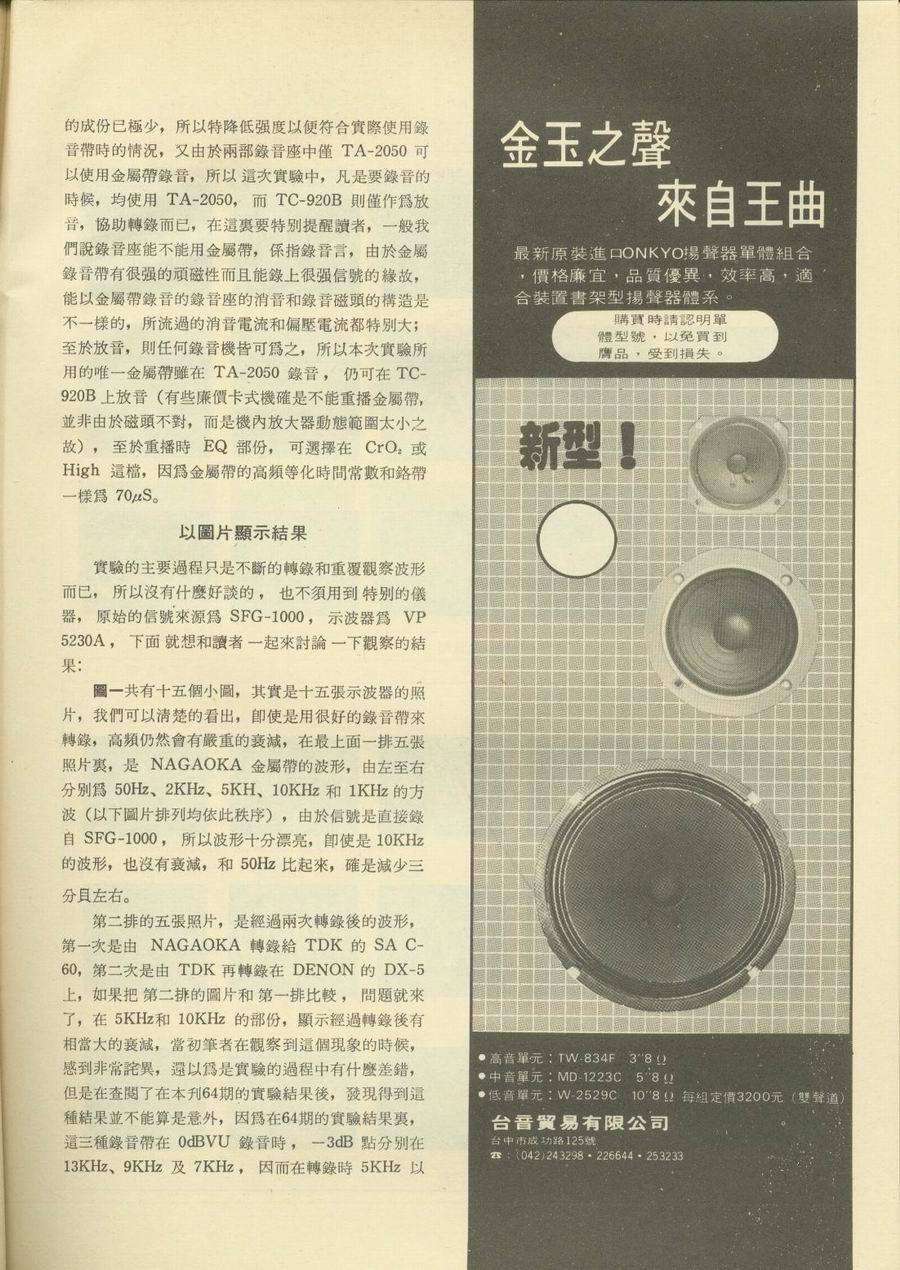 的成份已極少，所以特降低强度以便符合實際使用錄
音帶時的情況，又由於兩部錄音座中僅 TA-2050 可
以使用金屬帶錄音，所以這次實驗中，凡是要錄音的
時候，均使用 TA-2050，而 TC-920B 則僅作爲放
音，協助轉錄而已，在這裏要特別提醒讀者，一般我
們說錄音座能不能用金屬帶，係指錄音言，由於金屬
錄音帶有很强的頑磁性而且能錄上很强信號的緣故，
能以金屬帶錄音的錄音座的消音和錄音磁頭的構造是
不一樣的，所流過的消音電流和偏壓電流都特別大；
至於放音，則任何錄音機皆可爲之，所以本次實驗所
用的唯一金屬帶雖在 TA-2050 錄音，仍可在 TC-
920B 上放音（有些廉價卡式機確是不能重播金屬帶，
並非由於磁頭不對，而是機內放大器動態範圍太小之
故），至於重播時 EQ 部份，可選擇在 CrO₂ 或
High 這檔，因爲金屬帶的高頻等化時間常數和鉻帶
一樣爲 70μS。
以圖片顯示結果
實驗的主要過程只是不斷的轉錄和重覆觀察波形
而已，所以沒有什麼好談的，也不須用到特別的儀
器，原始的信號來源爲 SFG-1000，示波器爲 VP
5230A，下面就想和讀者一起來討論一下觀察的結
果：
圖一共有十五個小圖，其實是十五張示波器的照
片，我們可以清楚的看出，卽使是用很好的錄音帶來
轉錄，高頻仍然會有嚴重的衰減，在最上面一排五張
照片裏，是 NAGAOKA 金屬帶的波形，由左至右
分別爲 50Hz、2KHz、5KH、10KHz 和 1KHz 的方
波（以下圖片排列均依此秩序），由於信號是直接錄
自 SFG-1000，所以波形十分漂亮，卽使是 10KHz
的波形，也沒有衰減，和 50Hz 比起來，確是減少三
分貝左右。
第二排的五張照片，是經過兩次轉錄後的波形，
第一次是由 NAGAOKA 轉錄給 TDK 的 SA C-
60，第二次是由 TDK 再轉錄在 DENON 的 DX-5
上，如果把第二排的圖片和第一排比較，問題就來
了，在 5KHz和 10KHz 的部份，顯示經過轉錄後有
相當大的衰減，當初筆者在觀察到這個現象的時候，
感到非常詫異，還以爲是實驗的過程中有什麼差錯，
但是在查閱了在本刋64期的實驗結果後，發現得到這
種結果並不能算是意外，因爲在64期的實驗結果裏，
這三種錄音帶在 0dBVU 錄音時，－3dB 點分別在
13KHz、9KHz 及 7KHz，因而在轉錄時 5KHz 以
金玉之聲
來自王曲
最新原裝進口ONKYO揚聲器單體組合
，價格廉宜，品質優異，效率高，適
合裝置書架型揚聲器體系。
購買時請認明單
體型號，以免買到
膺品，受到損失。
新型！
●高音單元：TW-834F 3"8Ω
●中音單元：MD-1223C 5"8Ω
●低音單元：W-2529C 10"8Ω 每組定價3200元（雙聲道）
台音貿易有限公司
台中市成功路125號
☎：(042)243298・226644・253233